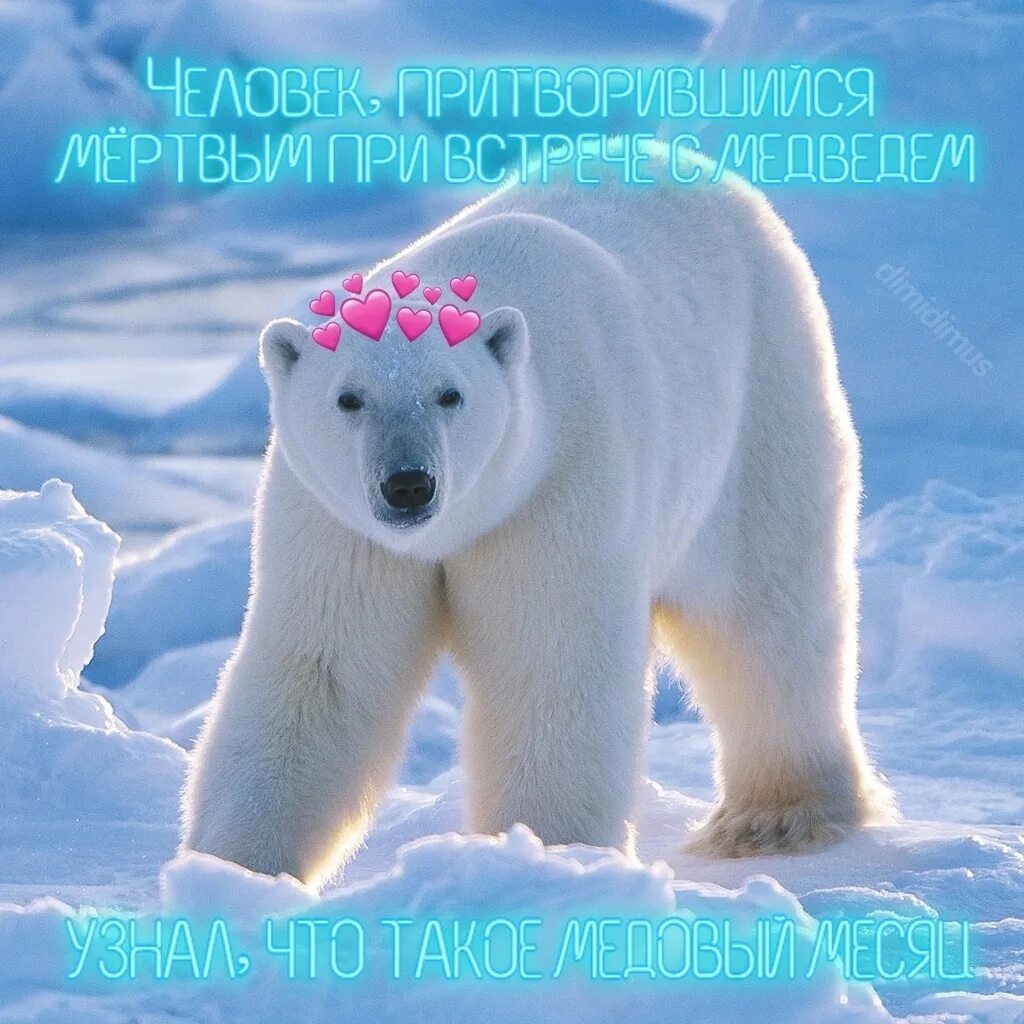 Человек, притворившийся
мёртвым при встрече с медведем
dimidimus
Узнал, что такое медовый месяц